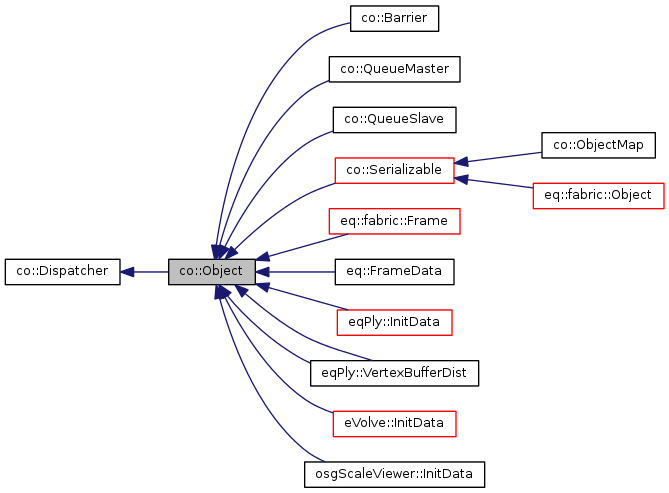 co::Barrier
co::QueueMaster
co::QueueSlave
co::ObjectMap
co::Serializable
eq::fabric::Object
eq::fabric::Frame
co::Dispatcher
co::Object
eq::FrameData
eqPly::InitData
eqPly::VertexBufferDist
eVolve::InitData
osgScaleViewer::InitData